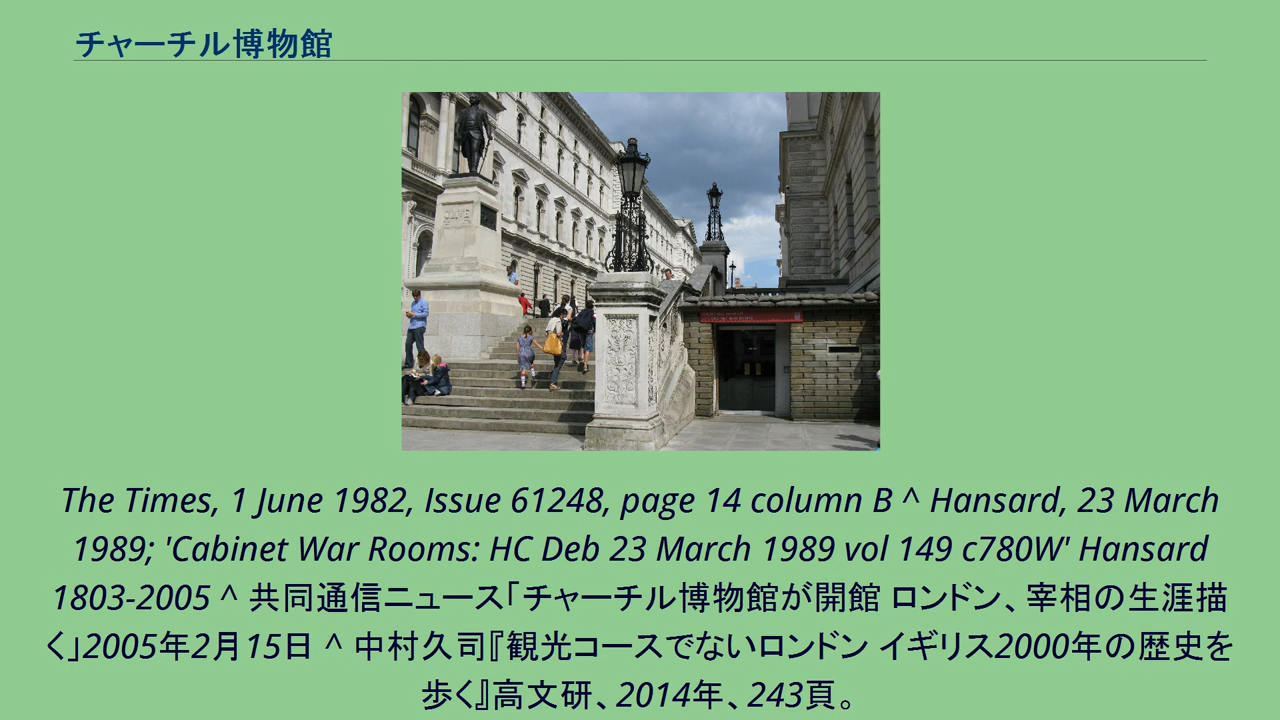 チャーチル博物館
CLIVE
The Times, 1 June 1982, Issue 61248, page 14 column B ^ Hansard, 23 March
1989; 'Cabinet War Rooms: HC Deb 23 March 1989 vol 149 c780W' Hansard
1803-2005 ^ 共同通信ニュース「チャーチル博物館が開館 ロンドン、宰相の生涯描
く」2005年2月15日 ^ 中村久司『観光コースでないロンドン イギリス2000年の歴史を
歩く』高文研、2014年、243頁。